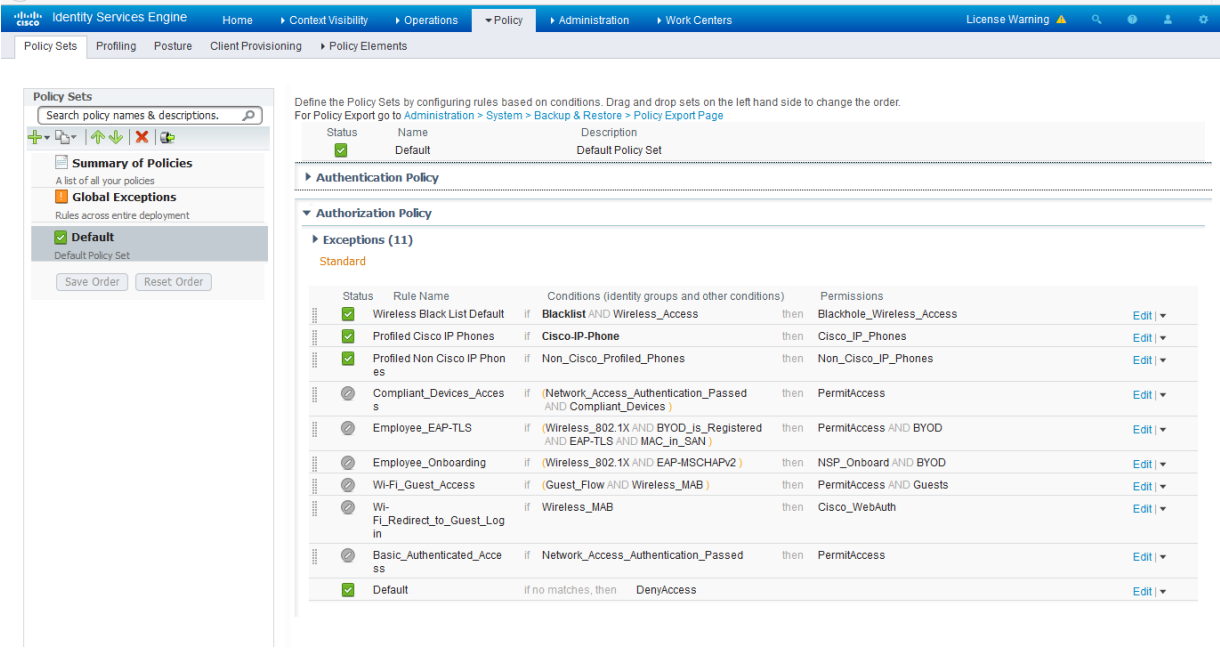 cisco Identity Services Engine Home Context Visibility Operations Policy Administration Work Centers License Warning
Policy Sets Profiling Posture Client Provisioning Policy Elements
Policy Sets
Search policy names & descriptions.
Summary of Policies
A list of all your policies
Global Exceptions
Rules across entire deployment
Default
Default Policy Set
Save Order Reset Order
Define the Policy Sets by configuring rules based on conditions. Drag and drop sets on the left hand side to change the order.
For Policy Export go to Administration > System > Backup & Restore > Policy Export Page
Status Name Description
Default Default Policy Set
Authentication Policy
Authorization Policy
Exceptions (11)
Standard
Status Rule Name Conditions (identity groups and other conditions) Permissions
Wireless Black List Default if Blacklist AND Wireless_Access then Blackhole_Wireless_Access Edit |
Profiled Cisco IP Phones if Cisco-IP-Phone then Cisco_IP_Phones Edit |
Profiled Non Cisco IP Phon if Non_Cisco_Profiled_Phones then Non_Cisco_IP_Phones Edit |
es
Compliant_Devices_Acces if (Network_Access_Authentication_Passed then PermitAccess Edit |
s AND Compliant_Devices )
Employee_EAP-TLS if (Wireless_802.1X AND BYOD_is_Registered then PermitAccess AND BYOD Edit |
AND EAP-TLS AND MAC_in_SAN )
Employee_Onboarding if (Wireless_802.1X AND EAP-MSCHAPv2 ) then NSP_Onboard AND BYOD Edit |
Wi-Fi_Guest_Access if (Guest_Flow AND Wireless_MAB ) then PermitAccess AND Guests Edit |
Wi- if Wireless_MAB then Cisco_WebAuth Edit |
Fi_Redirect_to_Guest_Log
in
Basic_Authenticated_Acce if Network_Access_Authentication_Passed then PermitAccess Edit |
ss
Default if no matches, then DenyAccess Edit |